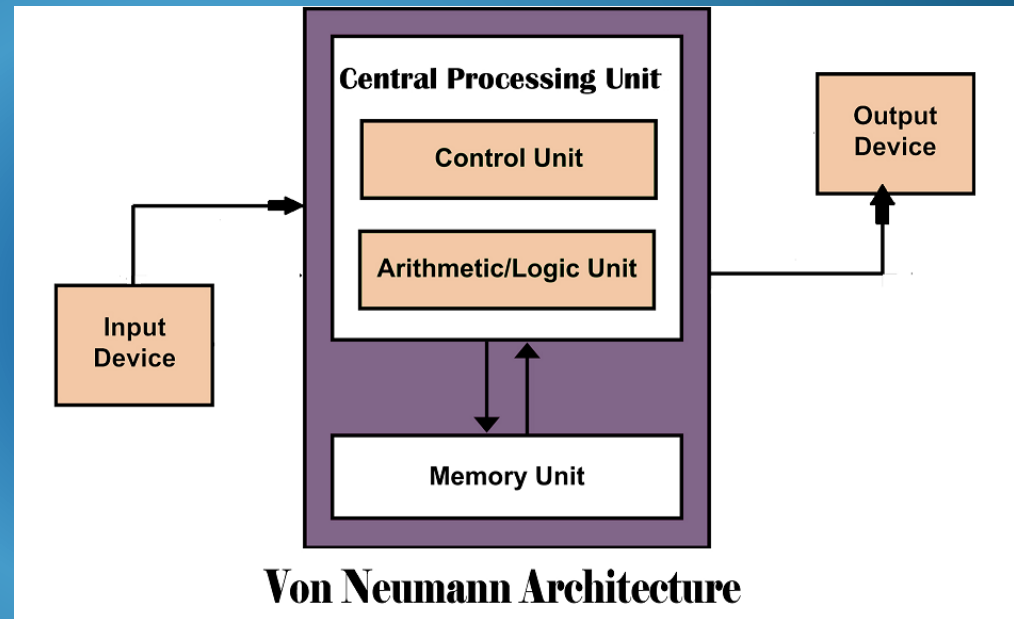 Central Processing Unit
Control Unit
Arithmetic/Logic Unit
Input
Device
Output
Device
Memory Unit
Von Neumann Architecture